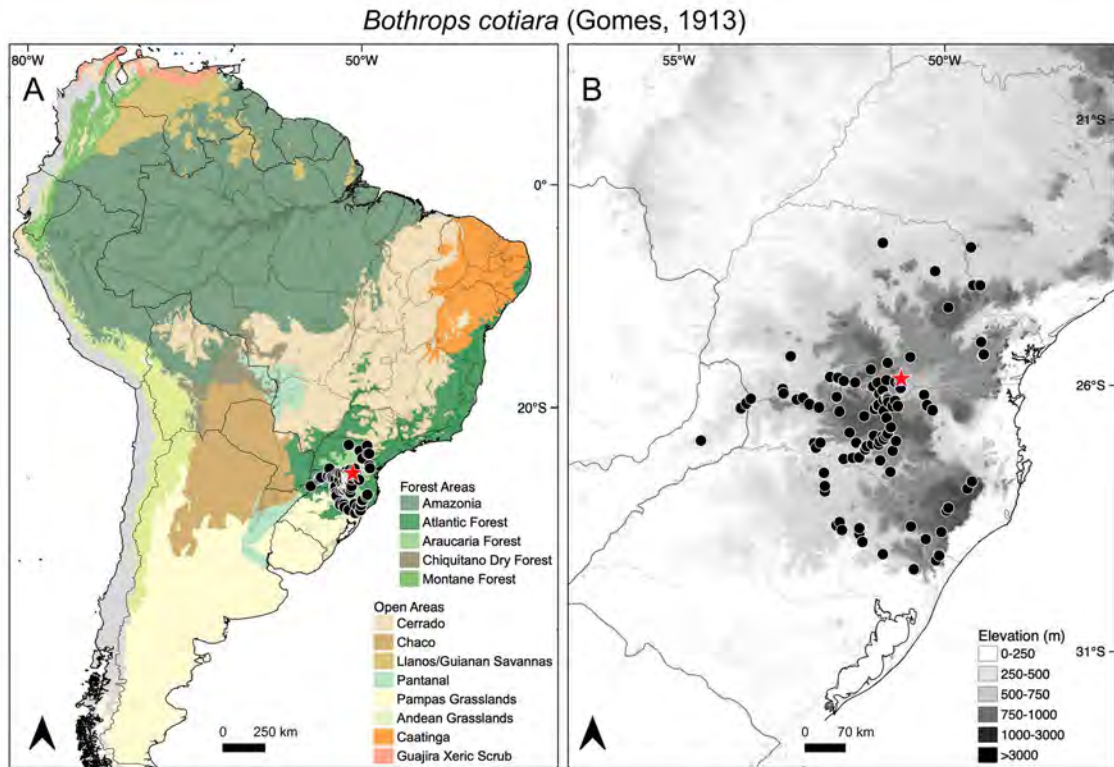 Bothrops cotiara (Gomes, 1913)
A
80°W
50°W
0°
20°S
Forest Areas
Amazonia
Atlantic Forest
Araucaria Forest
Chiquitano Dry Forest
Montane Forest
Open Areas
Cerrado
Chaco
Llanos/Guianan Savannas
Pantanal
Pampas Grasslands
Andean Grasslands
Caatinga
Guajira Xeric Scrub
0 250 km
B
55°W
50°W
21°S
26°S
31°S
Elevation (m)
0-250
250-500
500-750
750-1000
1000-3000
>3000
0 70 km